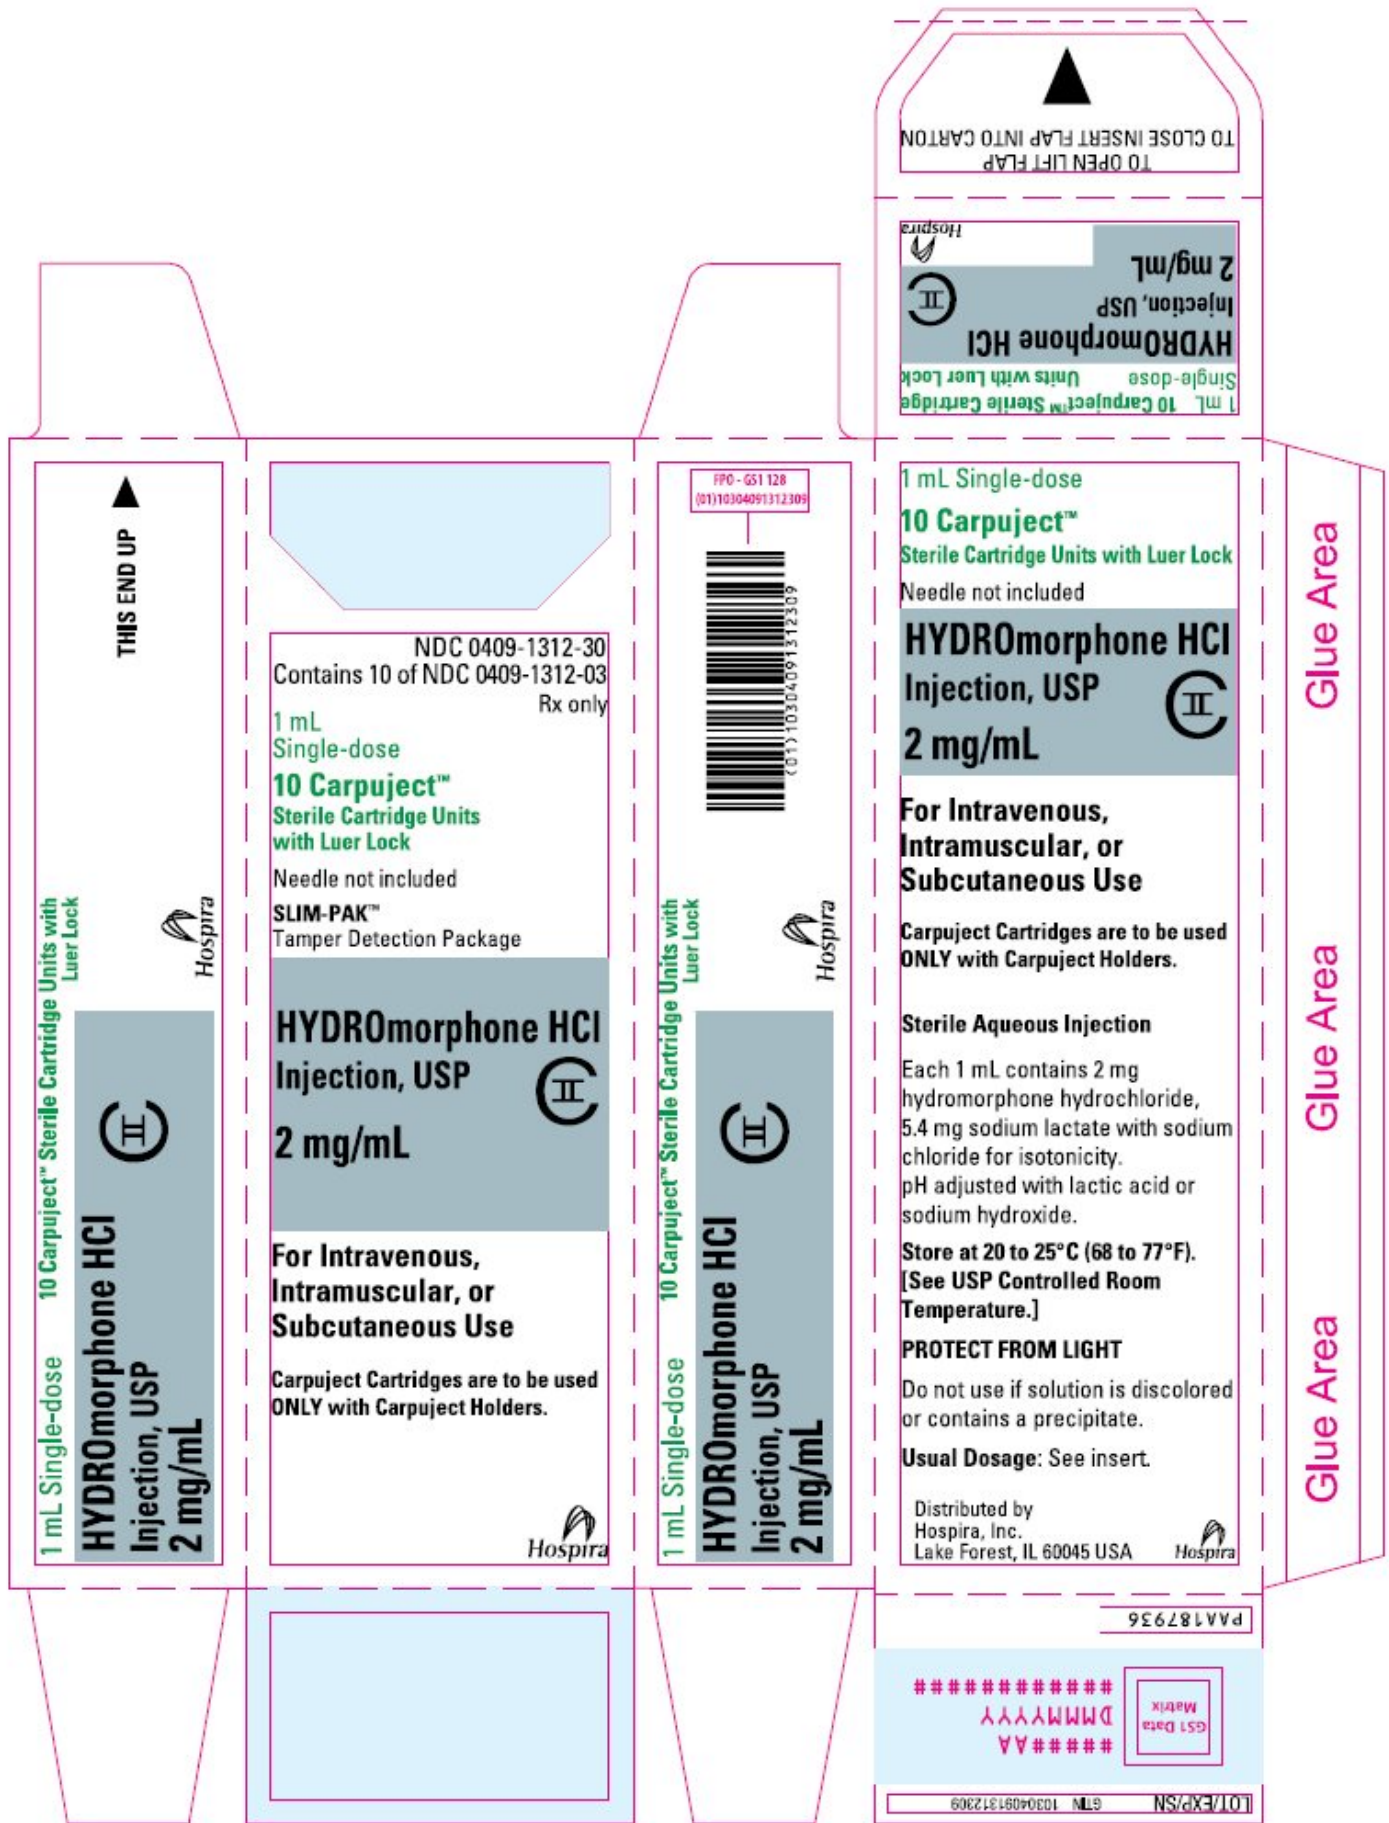 TO OPEN LIFT FLAP
TO CLOSE INSERT FLAP INTO CARTON
1 mL 10 Carpuject™ Sterile Cartridge
Single-dose Units with Luer Lock
HYDROmorphone HCl
Injection, USP
CII
2 mg/mL
Hospira
THIS END UP
1 mL Single-dose 10 Carpuject™ Sterile Cartridge Units with
Luer Lock
HYDROmorphone HCl
Injection, USP
2 mg/mL
CII
Hospira
NDC 0409-1312-30
Contains 10 of NDC 0409-1312-03
Rx only
1 mL
Single-dose
10 Carpuject™
Sterile Cartridge Units
with Luer Lock
Needle not included
SLIM-PAK™
Tamper Detection Package
HYDROmorphone HCl
Injection, USP
CII
2 mg/mL
For Intravenous,
Intramuscular, or
Subcutaneous Use
Carpuject Cartridges are to be used
ONLY with Carpuject Holders.
Hospira
FPO - GS1 128
(01)10304091312309
(01)10304091312309
1 mL Single-dose 10 Carpuject™ Sterile Cartridge Units with
Luer Lock
HYDROmorphone HCl
Injection, USP
2 mg/mL
CII
Hospira
1 mL Single-dose
10 Carpuject™
Sterile Cartridge Units with Luer Lock
Needle not included
HYDROmorphone HCl
Injection, USP
CII
2 mg/mL
For Intravenous,
Intramuscular, or
Subcutaneous Use
Carpuject Cartridges are to be used
ONLY with Carpuject Holders.
Sterile Aqueous Injection
Each 1 mL contains 2 mg
hydromorphone hydrochloride,
5.4 mg sodium lactate with sodium
chloride for isotonicity.
pH adjusted with lactic acid or
sodium hydroxide.
Store at 20 to 25°C (68 to 77°F).
[See USP Controlled Room
Temperature.]
PROTECT FROM LIGHT
Do not use if solution is discolored
or contains a precipitate.
Usual Dosage: See insert.
Distributed by
Hospira, Inc.
Lake Forest, IL 60045 USA
Hospira
Glue Area
Glue Area
Glue Area
LOT/EXP/SN GTIN 10304091312309
GS1 Data
Matrix
#####AA
DMMMYYYY
############
PAA187936